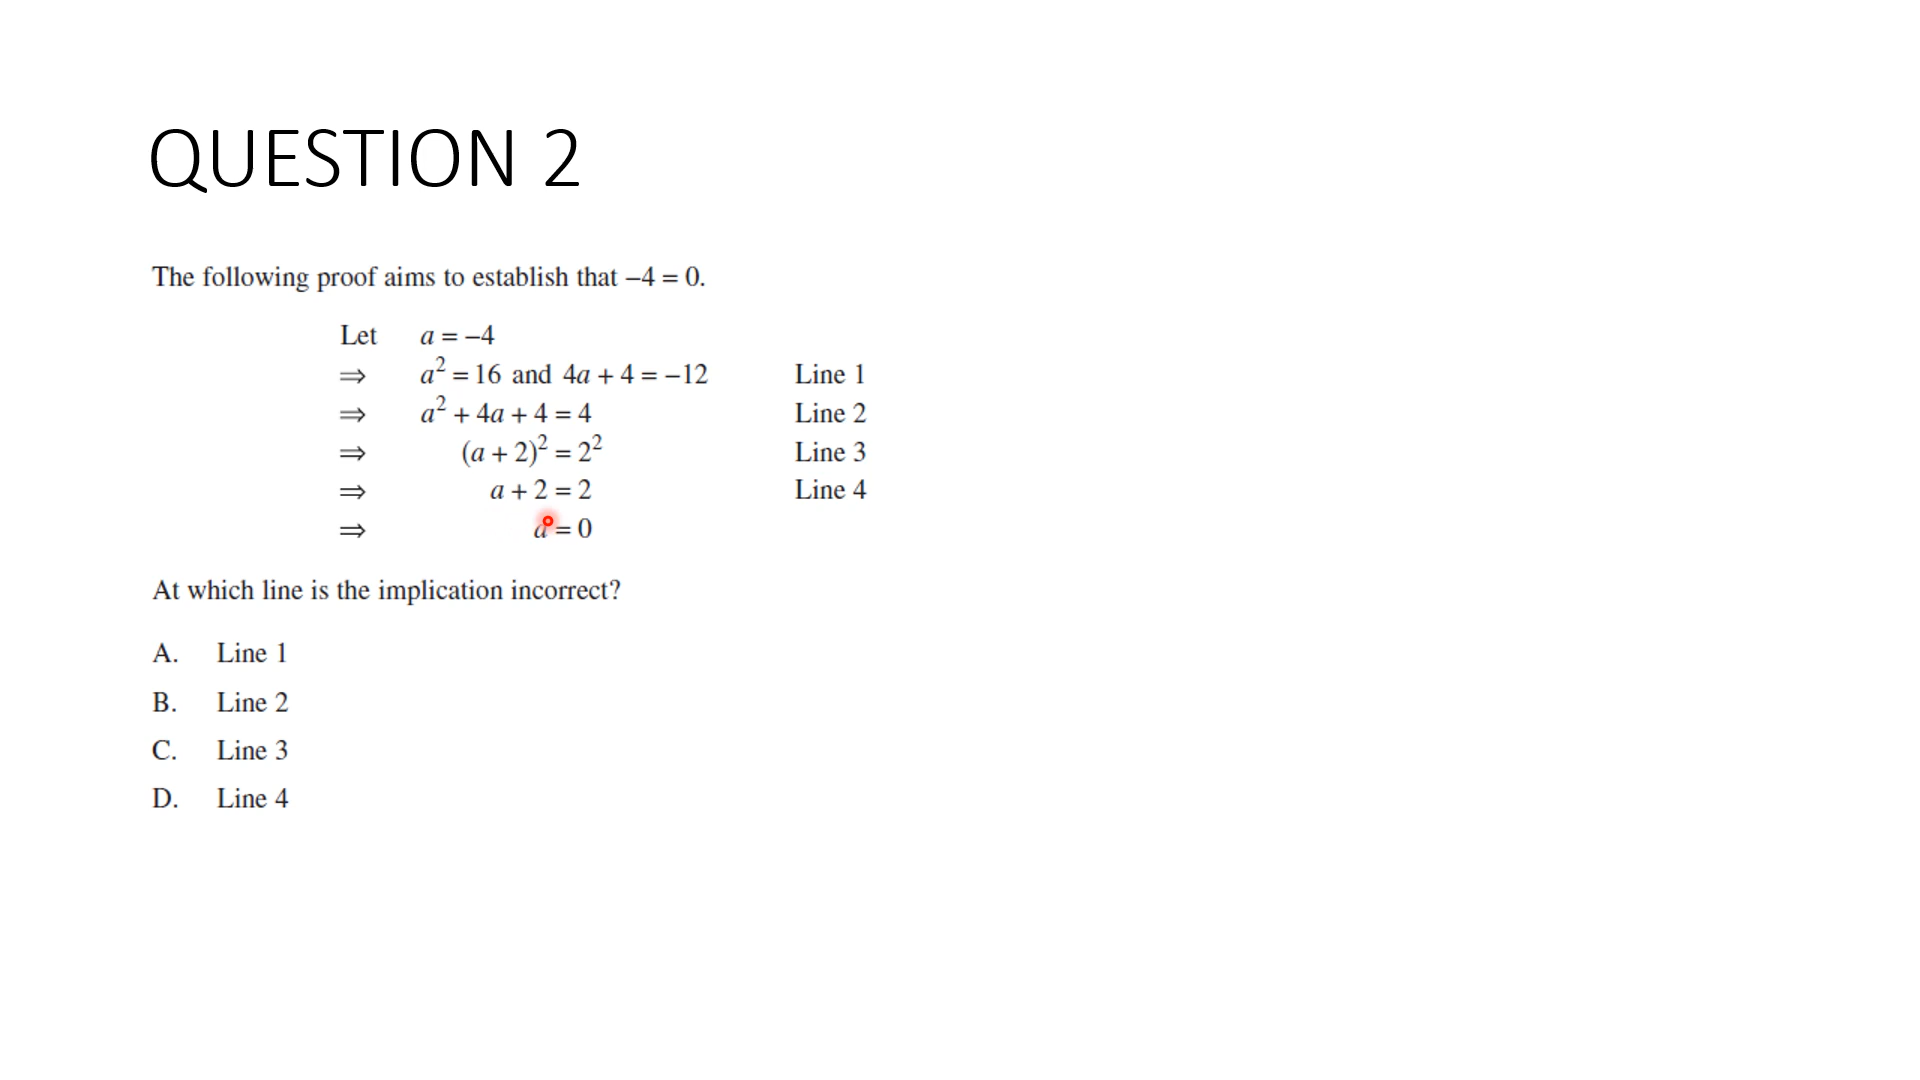 QUESTION 2
The following proof aims to establish that –4 = 0.
Let a = –4
⇒ a² = 16 and 4a + 4 = –12 Line 1
⇒ a² + 4a + 4 = 4 Line 2
⇒ (a + 2)² = 2² Line 3
⇒ a + 2 = 2 Line 4
⇒ a = 0
At which line is the implication incorrect?
A. Line 1
B. Line 2
C. Line 3
D. Line 4